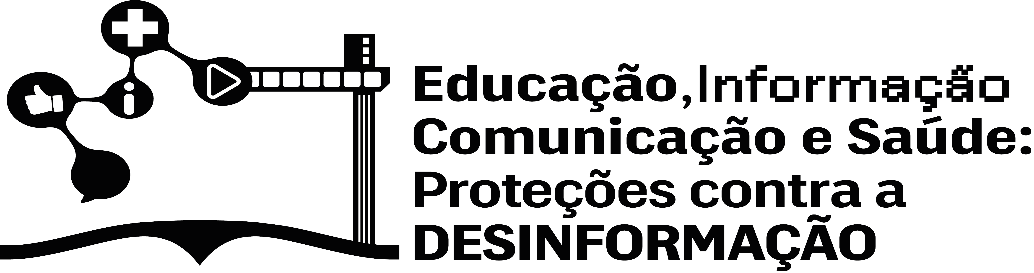 Educação, Informação
Comunicação e Saúde:
Proteções contra a
DESINFORMAÇÃO